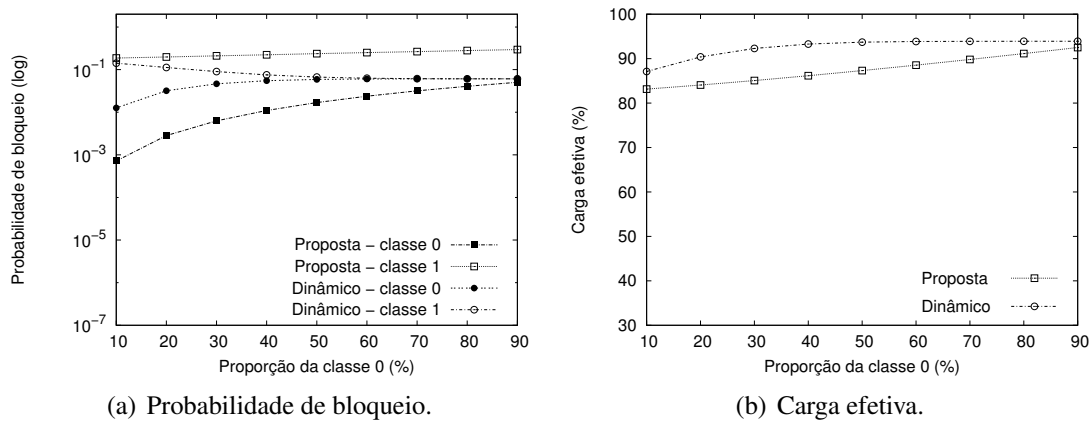 Probabilidade de bloqueio (log)
10^-1
10^-3
10^-5
10^-7
Proposta – classe 0
Proposta – classe 1
Dinâmico – classe 0
Dinâmico – classe 1
10 20 30 40 50 60 70 80 90
Proporção da classe 0 (%)
(a) Probabilidade de bloqueio.
Carga efetiva (%)
100
90
80
70
60
50
40
30
Proposta
Dinâmico
10 20 30 40 50 60 70 80 90
Proporção da classe 0 (%)
(b) Carga efetiva.